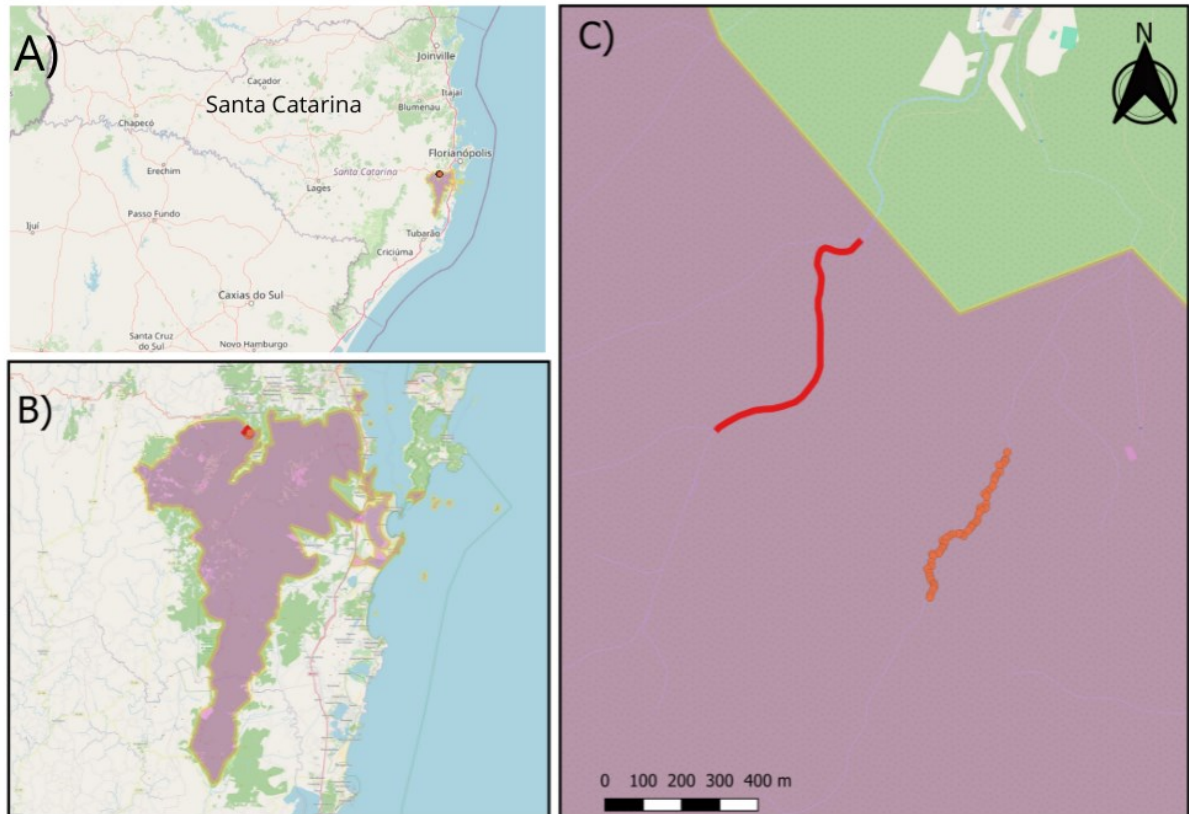 A)
Joinville
Caçador
Itajaí
Santa Catarina
Blumenau
Chapecó
Florianópolis
Erechim
Santa Catarina
Lages
Passo Fundo
Ijuí
Tubarão
Criciúma
Caxias do Sul
Santa Cruz
do Sul
Novo Hamburgo
B)
C)
N
0 100 200 300 400 m